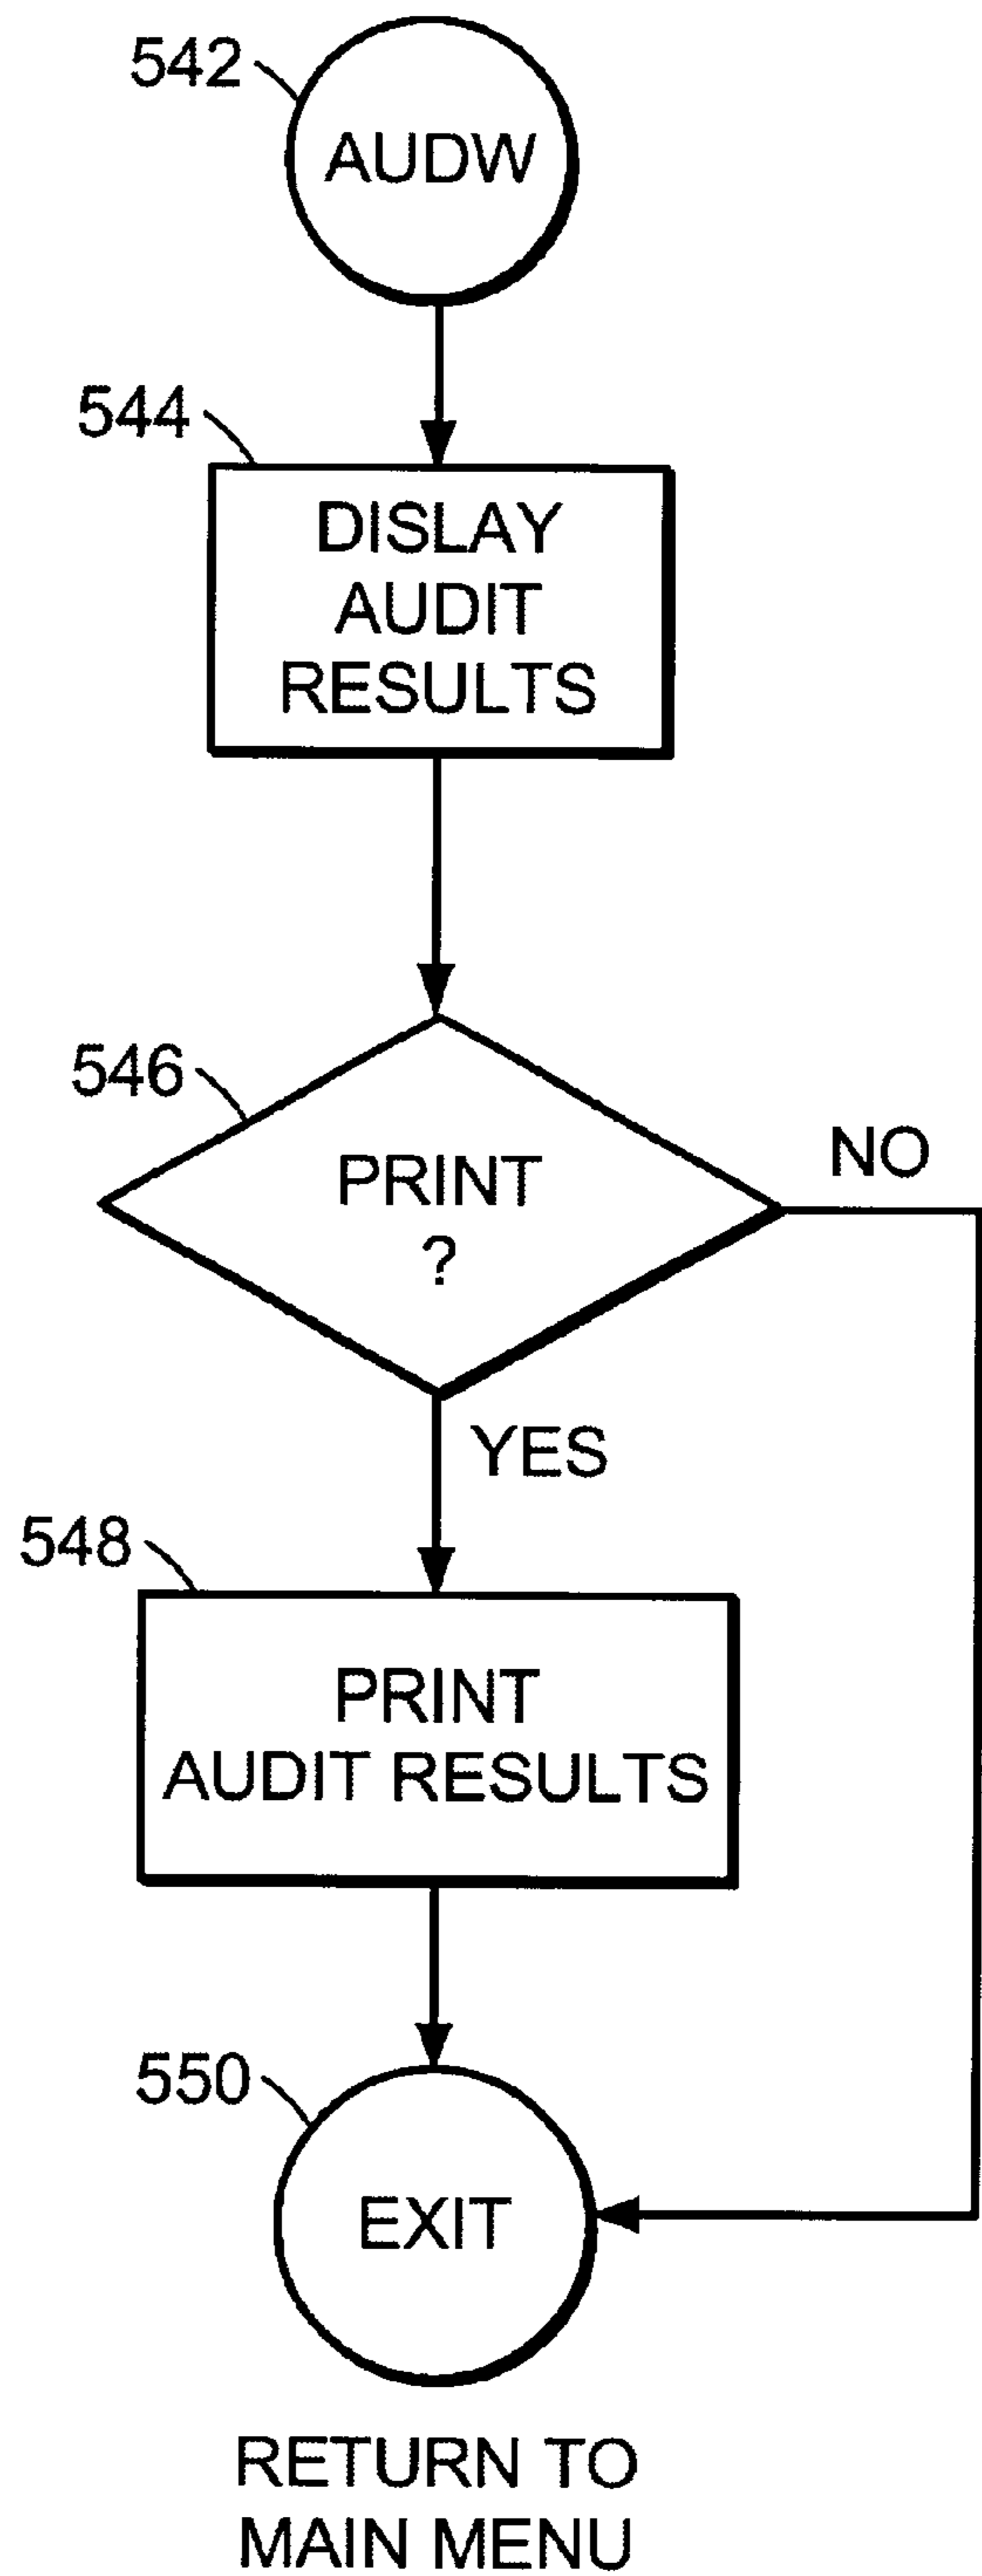 542
AUDW
544
DISLAY
AUDIT
RESULTS
546
PRINT
?
NO
YES
548
PRINT
AUDIT RESULTS
550
EXIT
RETURN TO
MAIN MENU